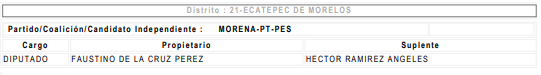 Distrito : 21-ECATEPEC DE MORELOS
Partido/Coalición/Candidato Independiente : MORENA-PT-PES
Cargo Propietario Suplente
DIPUTADO FAUSTINO DE LA CRUZ PEREZ HECTOR RAMIREZ ANGELES